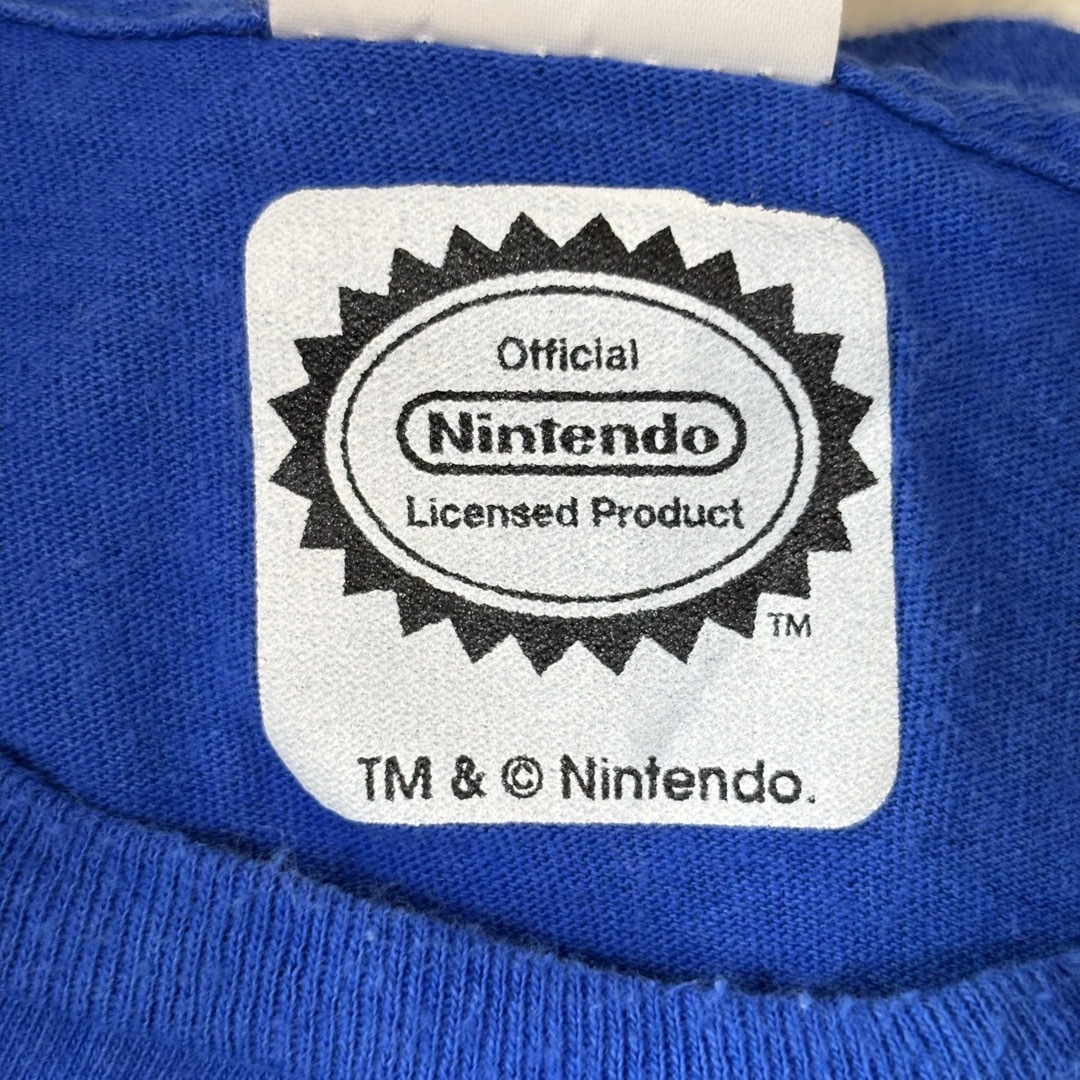 Official
Nintendo
Licensed Product
TM
TM & © Nintendo.